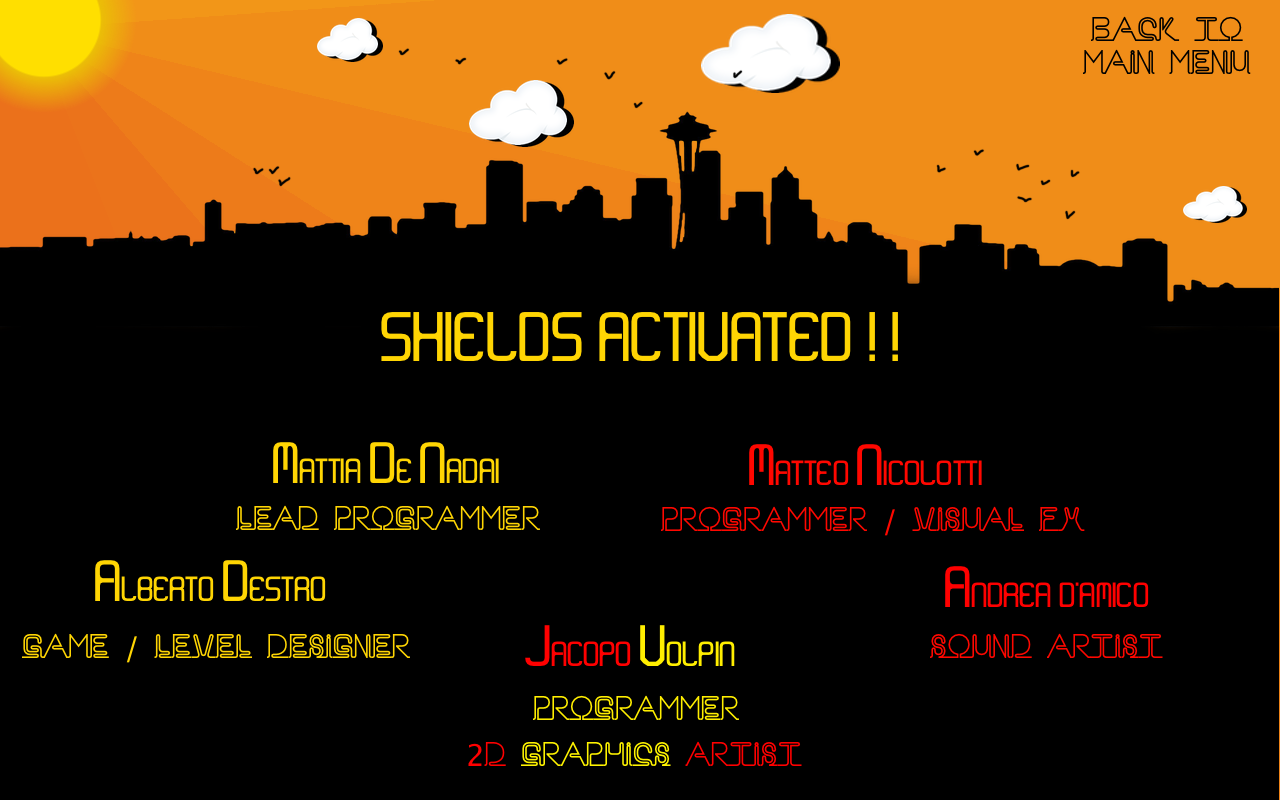 BACK TO
MAIN MENU
SHIELDS ACTIVATED !!
Mattia De Nadai
LEAD PROGRAMMER
Matteo Nicolotti
PROGRAMMER / VISUAL FX
Alberto Destro
GAME / LEVEL DESIGNER
Andrea d'amico
SOUND ARTIST
Jacopo Volpin
PROGRAMMER
2D GRAPHICS ARTIST